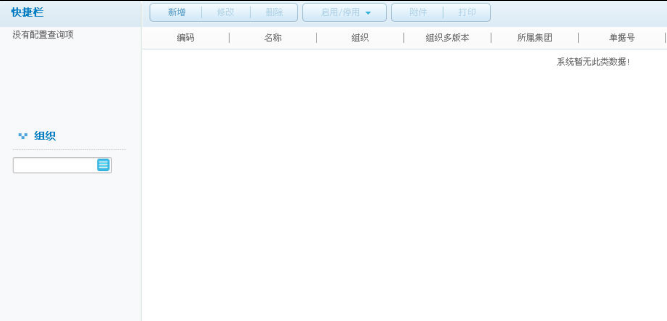 快捷栏
新增 修改 删除 启用/停用 附件 打印
没有配置查询项
编码 名称 组织 组织多版本 所属集团 单据号
系统暂无此类数据!
组织